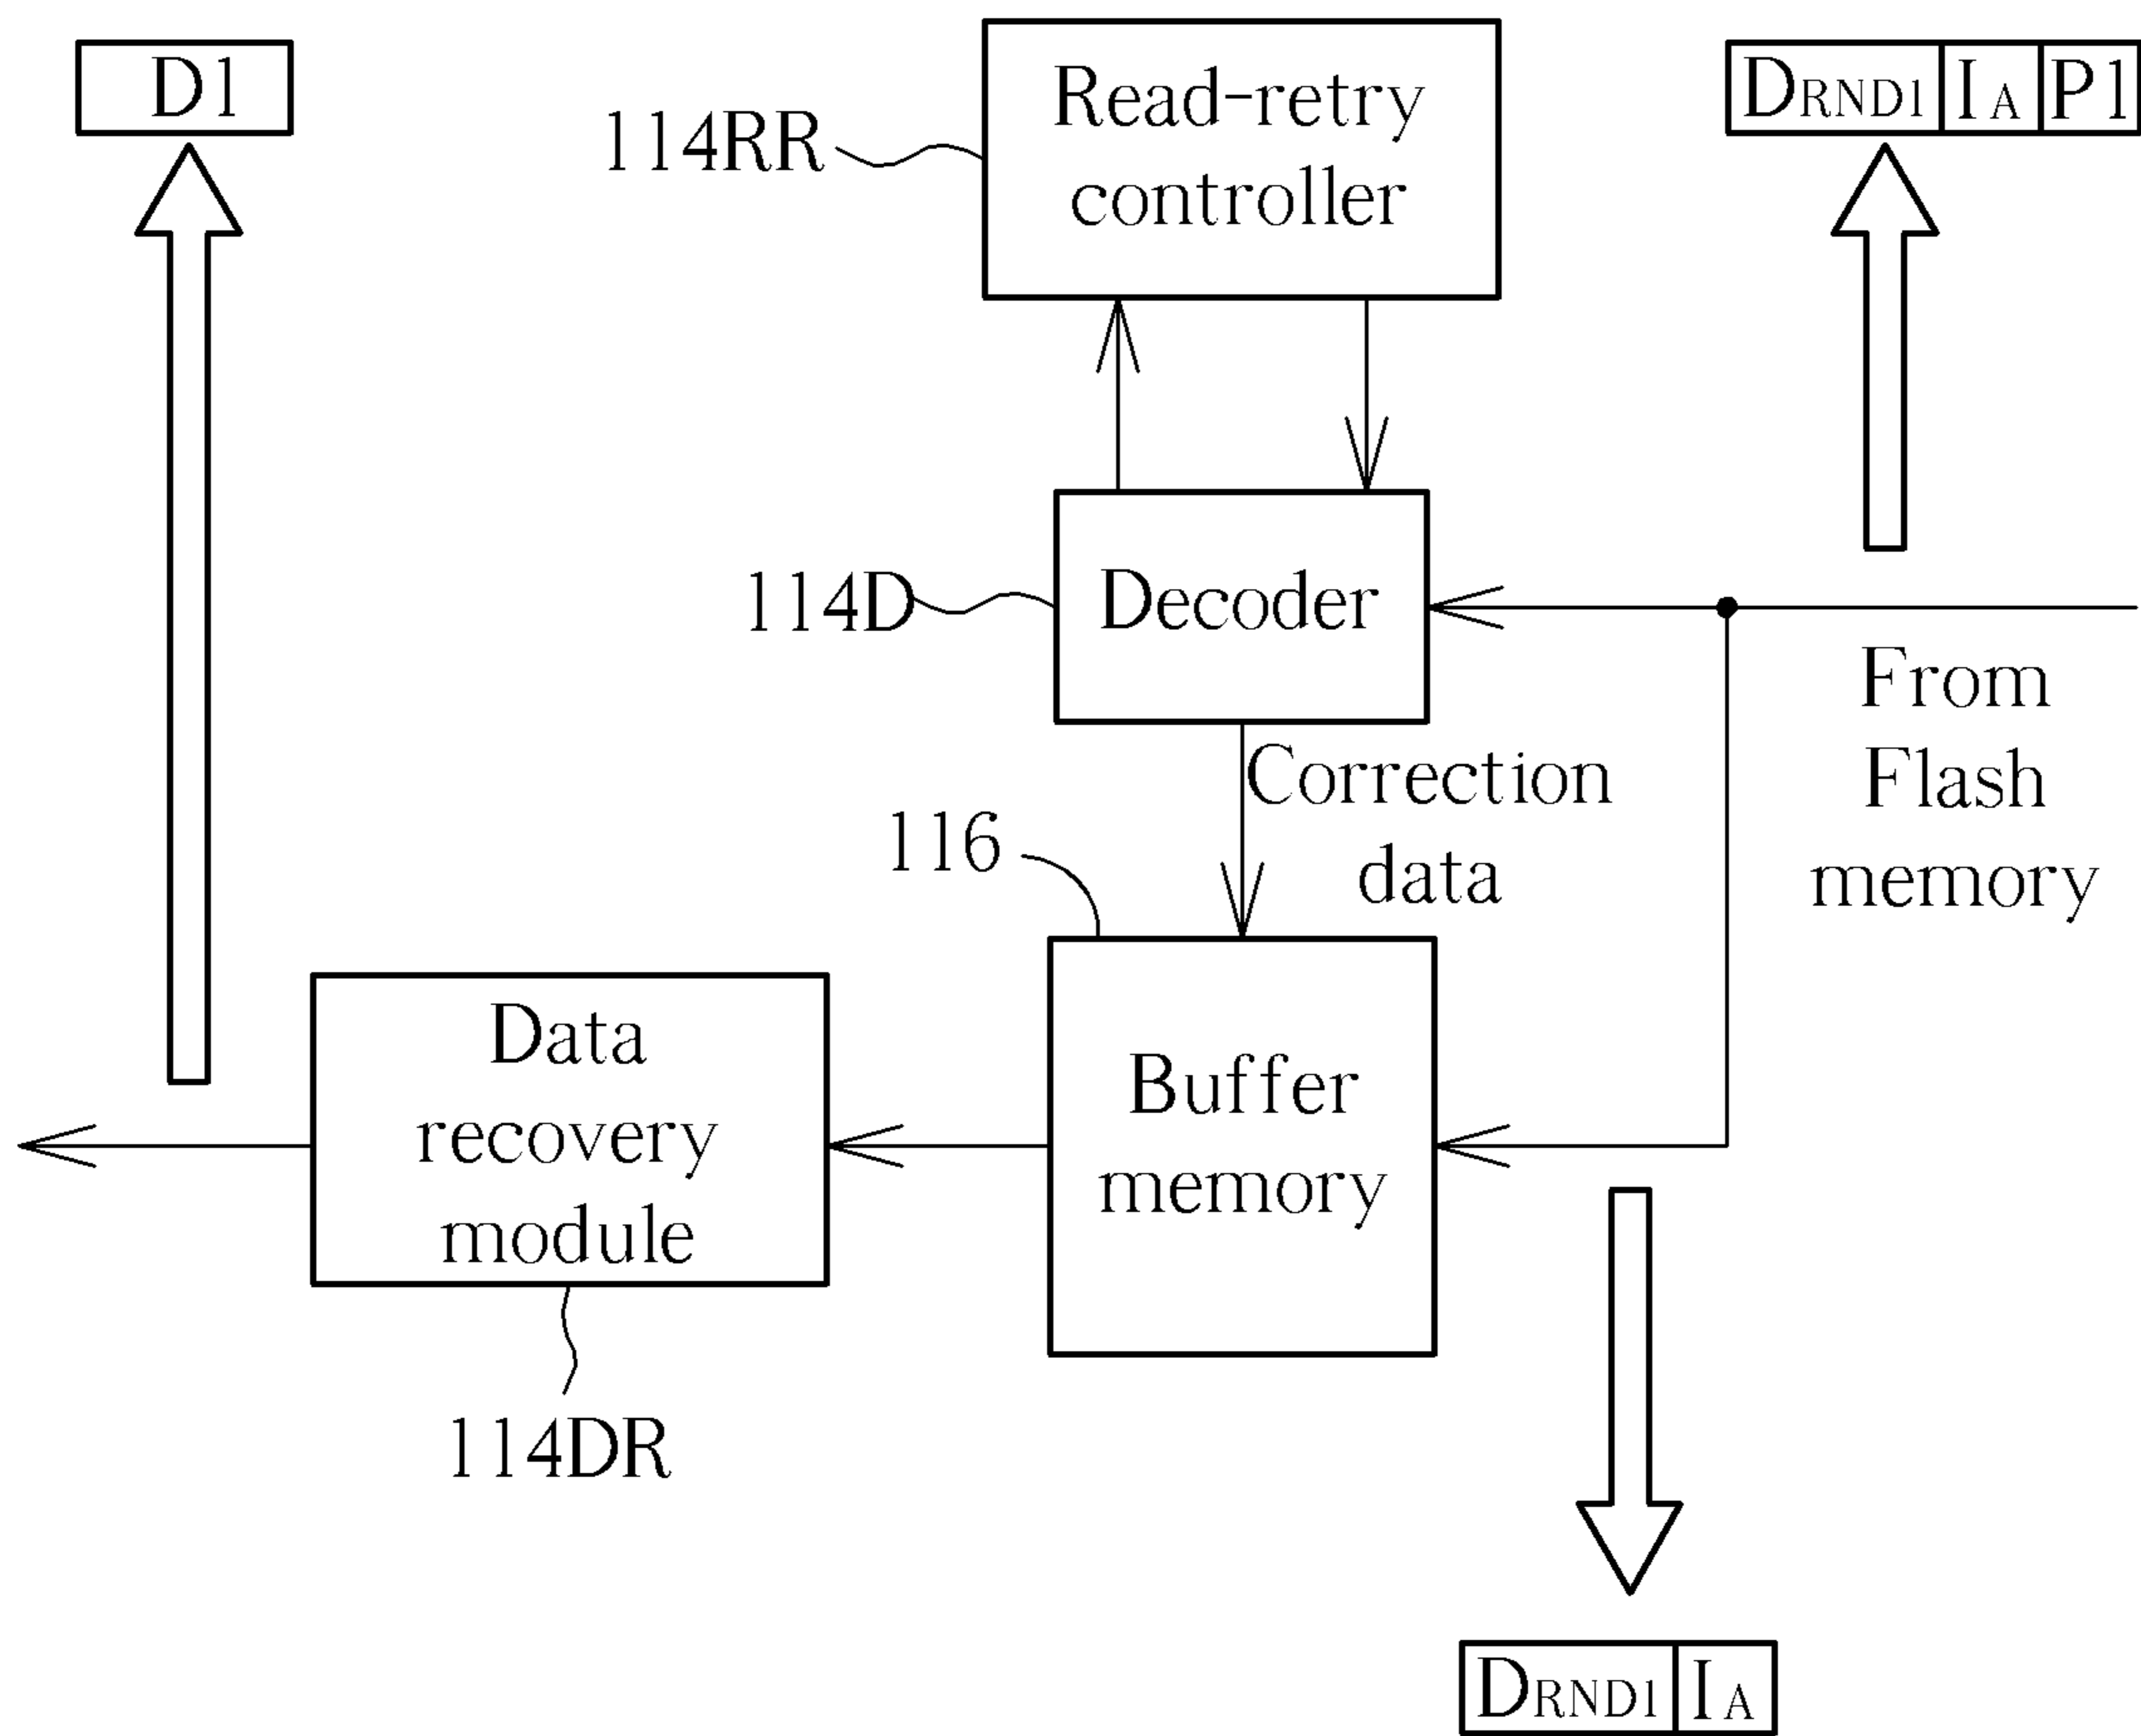 D1
Read-retry
controller
DRND1 IA P1
114RR
114D
Decoder
From
Flash
memory
Correction
data
116
Data
recovery
module
Buffer
memory
114DR
DRND1 IA